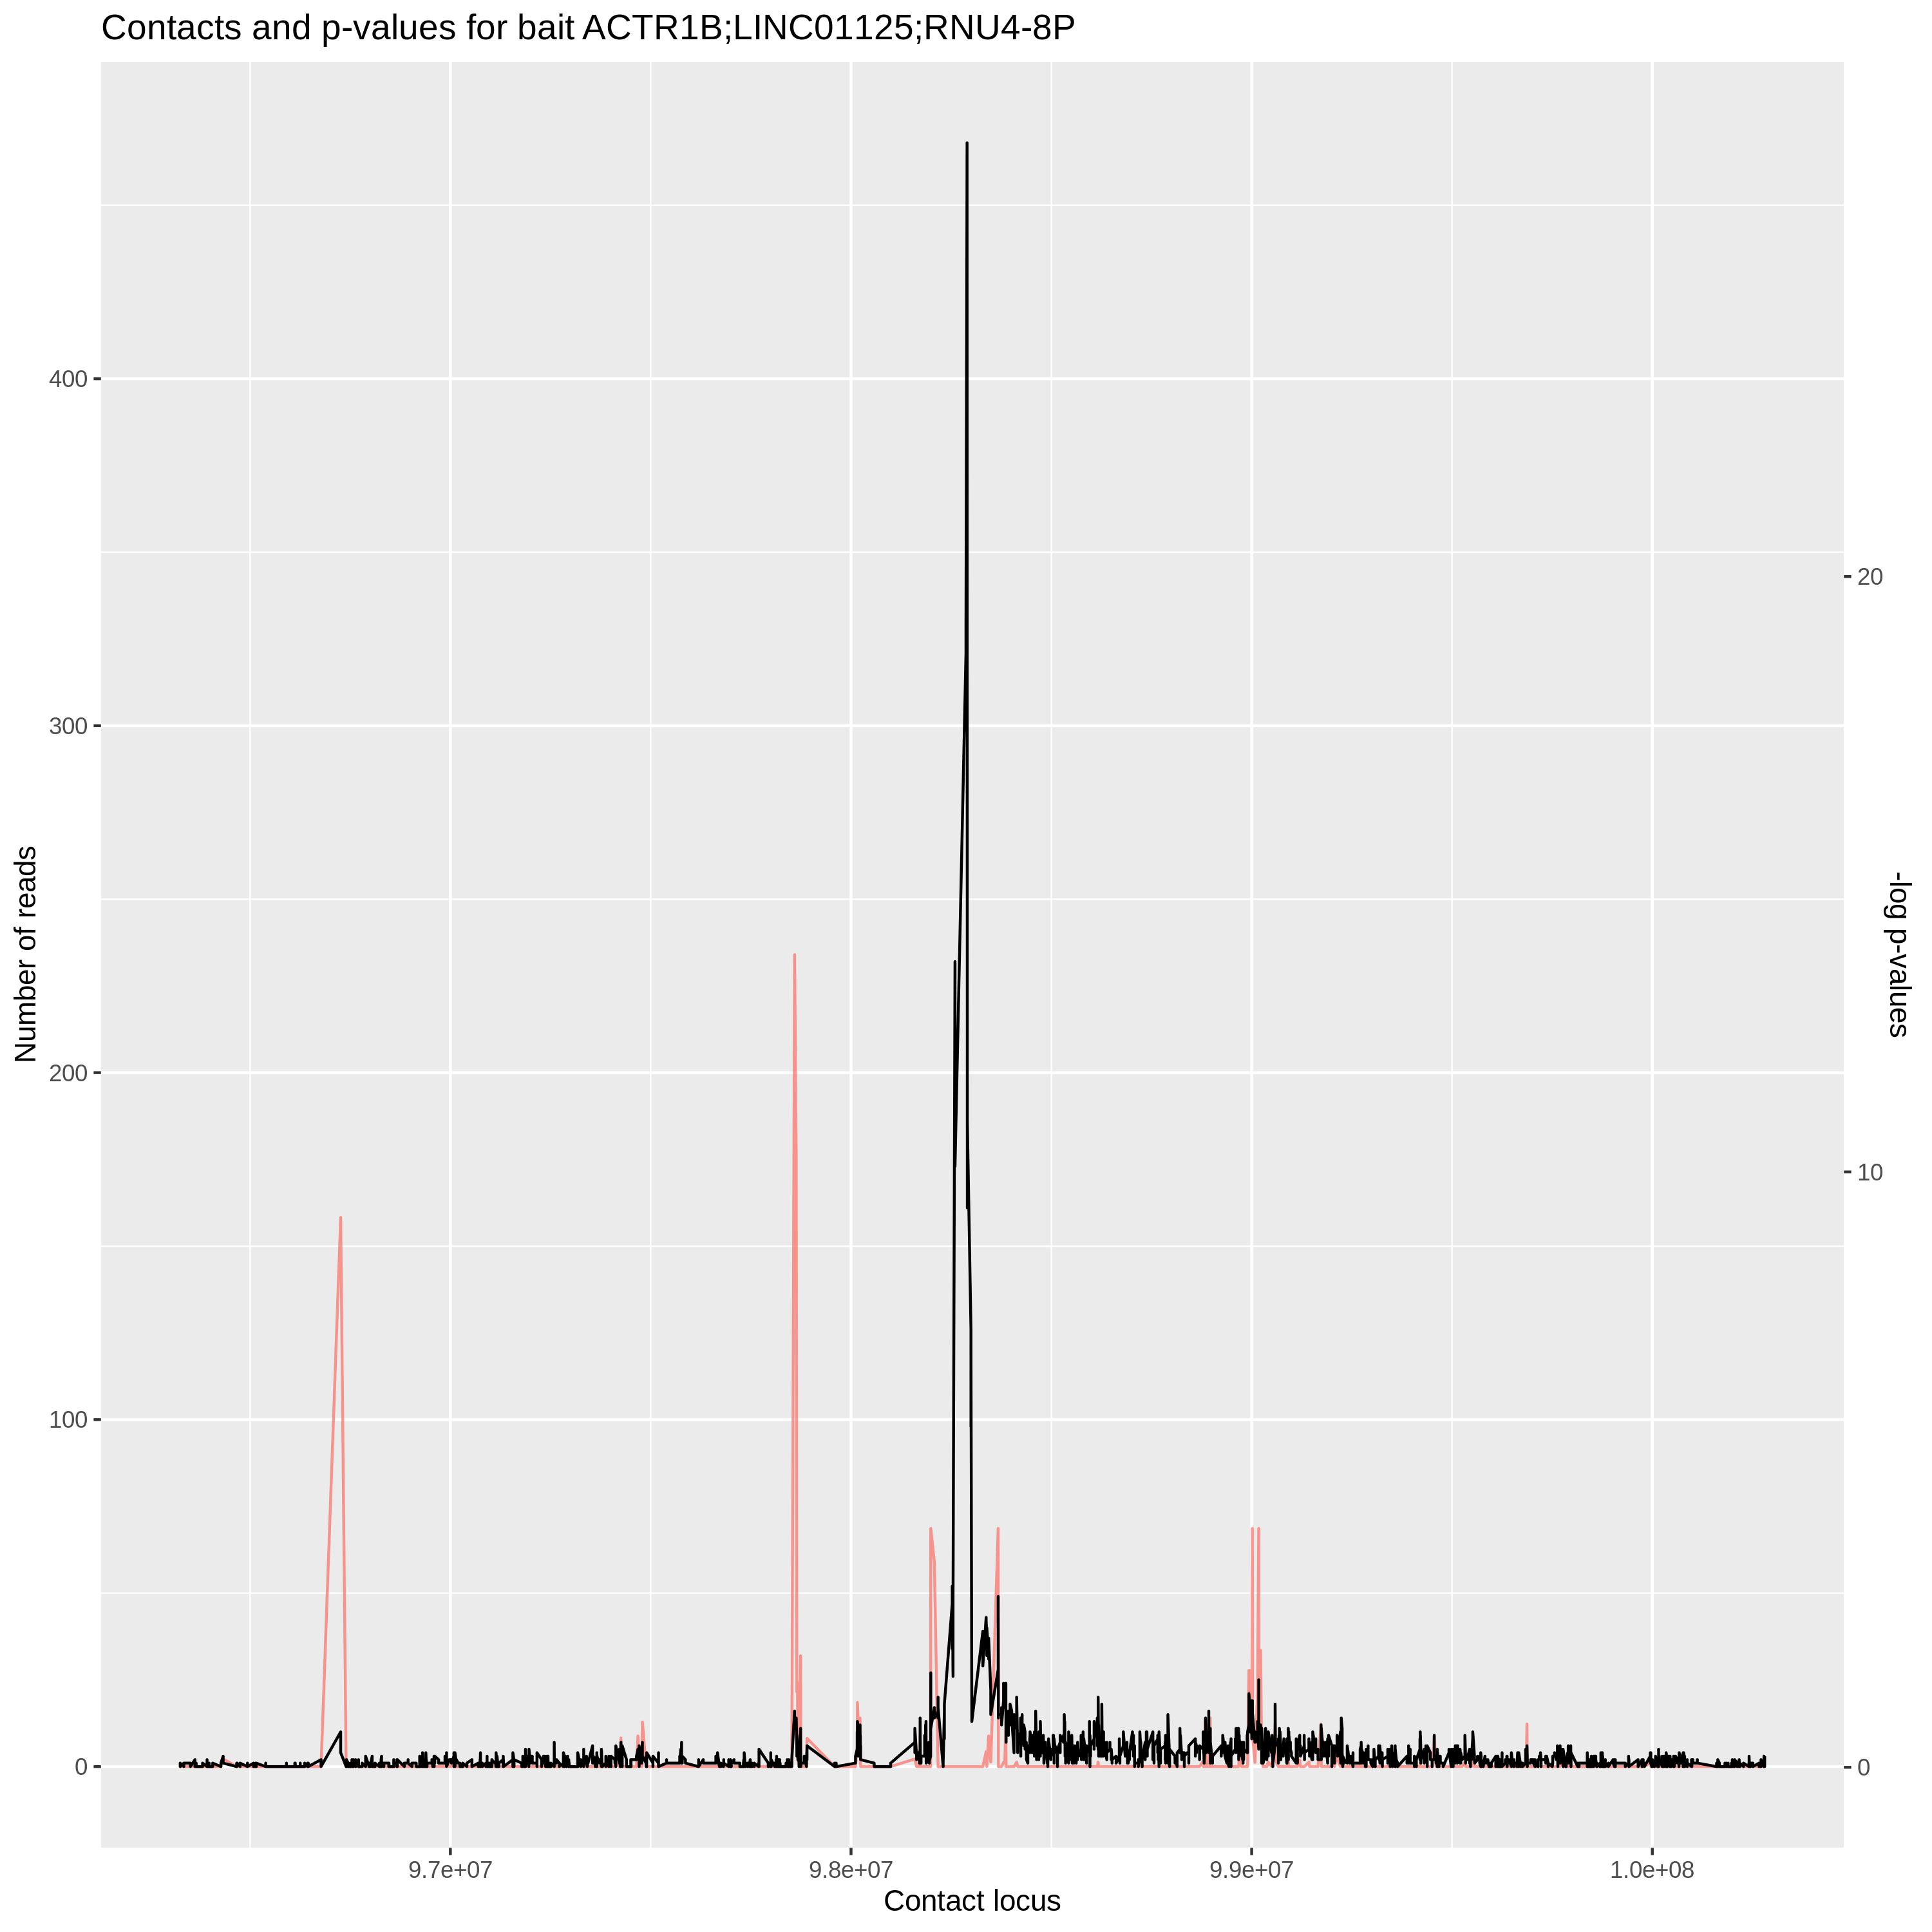 Contacts and p-values for bait ACTR1B;LINC01125;RNU4-8P
400
300
200
100
0
Number of reads
20
10
0
-log p-values
9.7e+07
9.8e+07
9.9e+07
1.0e+08
Contact locus